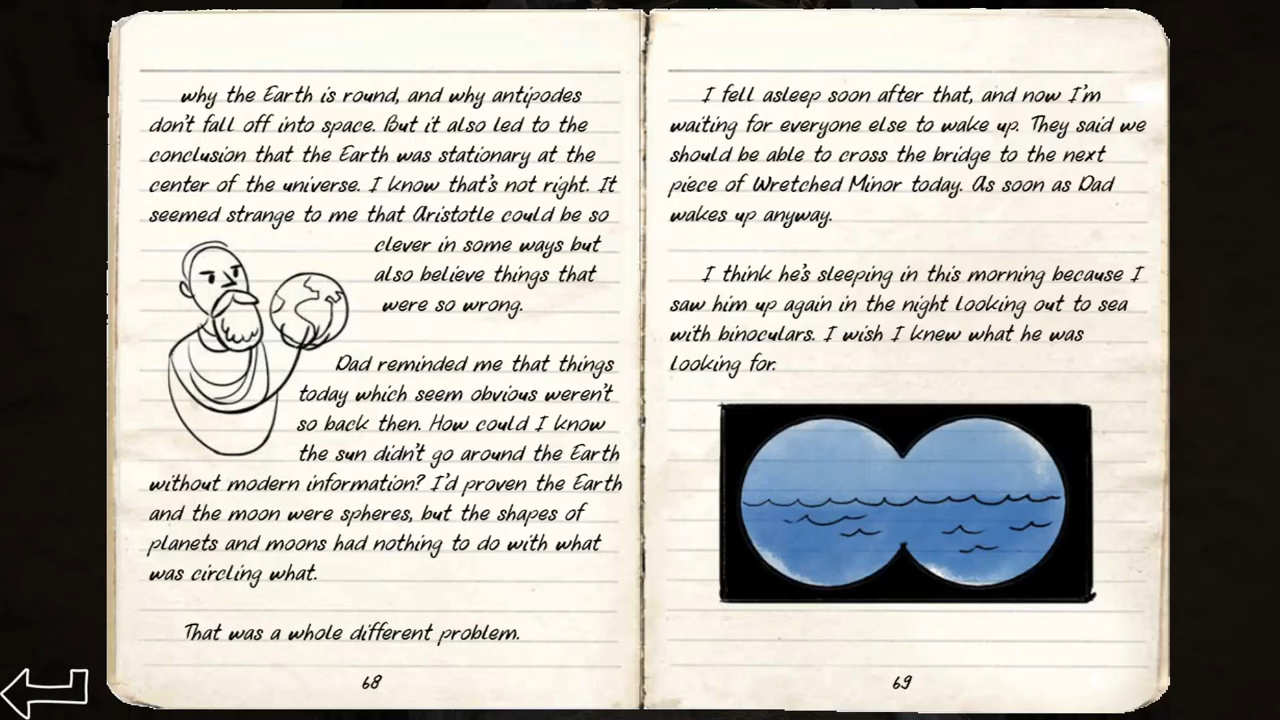 why the Earth is round, and why antipodes
don't fall off into space. But it also led to the
conclusion that the Earth was stationary at the
center of the universe. I know that's not right. It
seemed strange to me that Aristotle could be so
clever in some ways but
also believe things that
were so wrong.
Dad reminded me that things
today which seem obvious weren't
so back then. How could I know
the sun didn't go around the Earth
without modern information? I'd proven the Earth
and the moon were spheres, but the shapes of
planets and moons had nothing to do with what
was circling what.
That was a whole different problem.
68
I fell asleep soon after that, and now I'm
waiting for everyone else to wake up. They said we
should be able to cross the bridge to the next
piece of Wretched Minor today. As soon as Dad
wakes up anyway.
I think he's sleeping in this morning because I
saw him up again in the night looking out to sea
with binoculars. I wish I knew what he was
looking for.
69